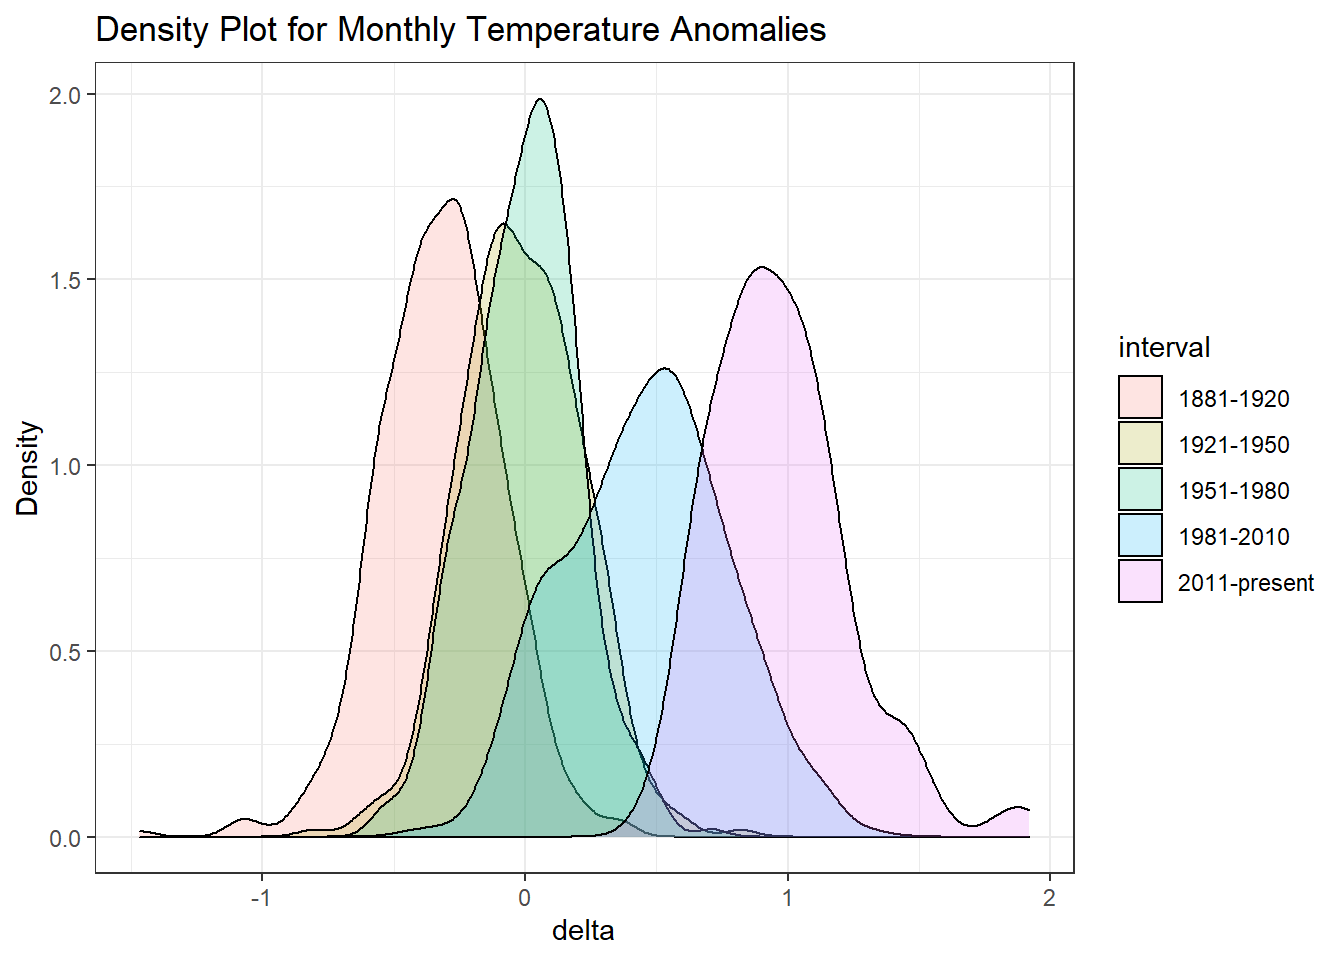 Density Plot for Monthly Temperature Anomalies
2.0
1.5
1.0
0.5
0.0
Density
-1
0
1
2
delta
interval
1881-1920
1921-1950
1951-1980
1981-2010
2011-present